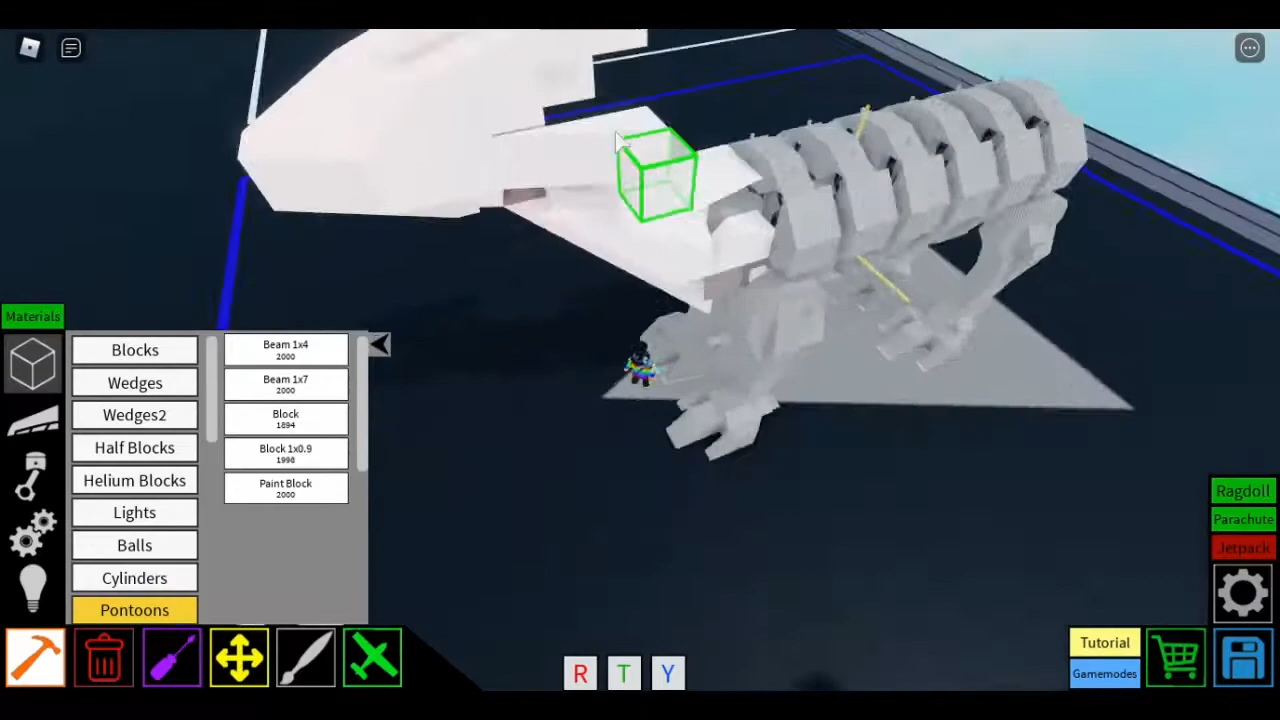 Materials
Blocks
Wedges
Wedges2
Half Blocks
Helium Blocks
Lights
Balls
Cylinders
Pontoons
Beam 1x4
2000
Beam 1x7
2000
Block
1894
Block 1x0.9
1998
Paint Block
2000
R T Y
Ragdoll
Parachute
Jetpack
Tutorial
Gamemodes